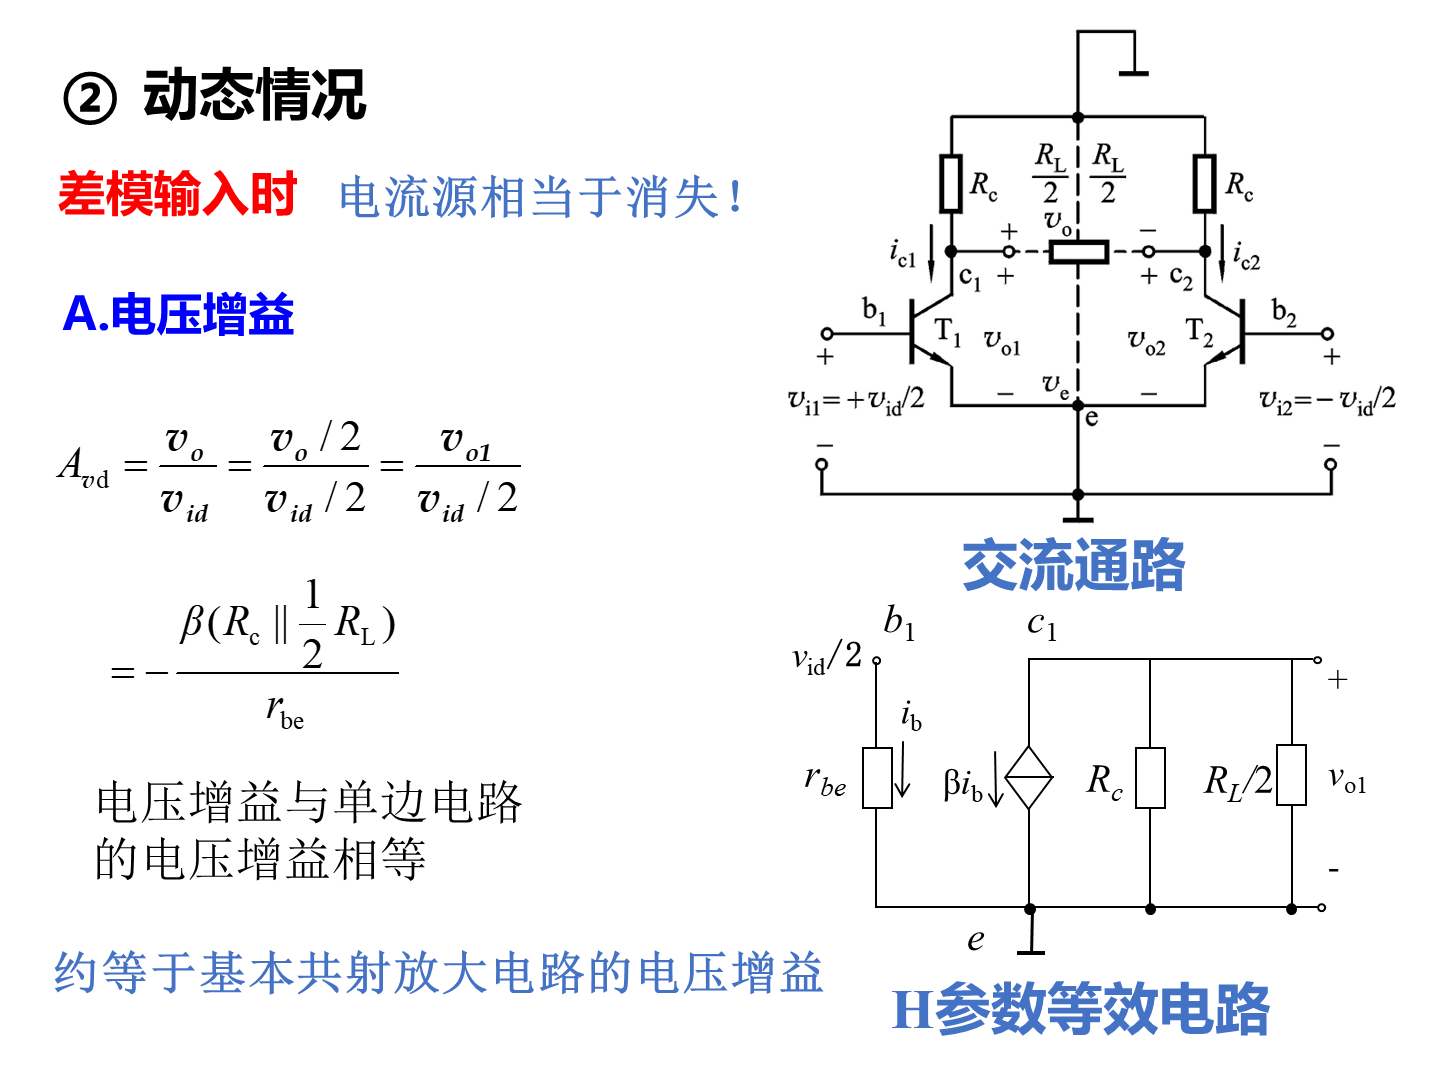 ② 动态情况
差模输入时 电流源相当于消失！
A.电压增益
A_vd = v_o / v_id = (v_o / 2) / (v_id / 2) = v_o1 / (v_id / 2)
= − β(R_c || 1/2 R_L) / r_be
电压增益与单边电路
的电压增益相等
约等于基本共射放大电路的电压增益
R_L/2 R_L/2
R_c R_c
v_o
+ −
i_c1 i_c2
c_1 + + c_2
b_1 b_2
T_1 v_o1 v_o2 T_2
+ +
v_e
v_i1=+v_id/2 − − v_i2=−v_id/2
e
− −
交流通路
b_1 c_1
v_id/2
+
i_b
r_be βi_b R_c R_L/2 v_o1
-
e
H参数等效电路